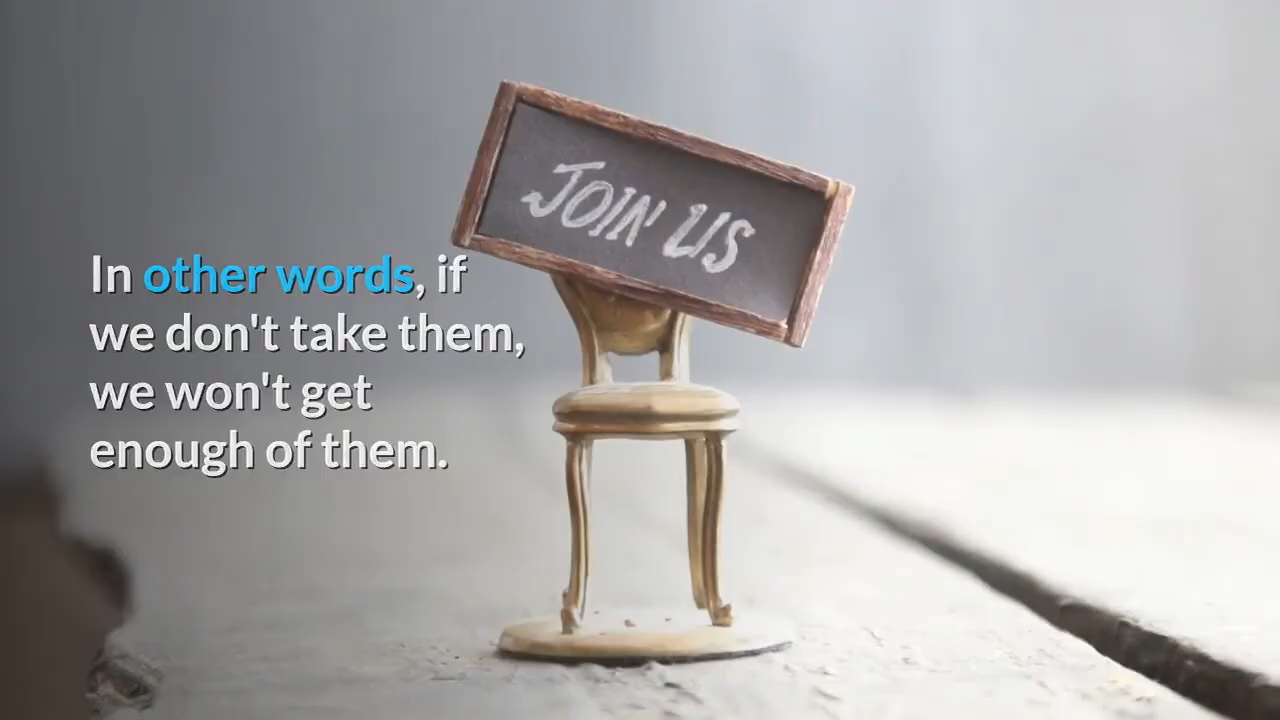 JOIN US
In other words, if
we don't take them,
we won't get
enough of them.